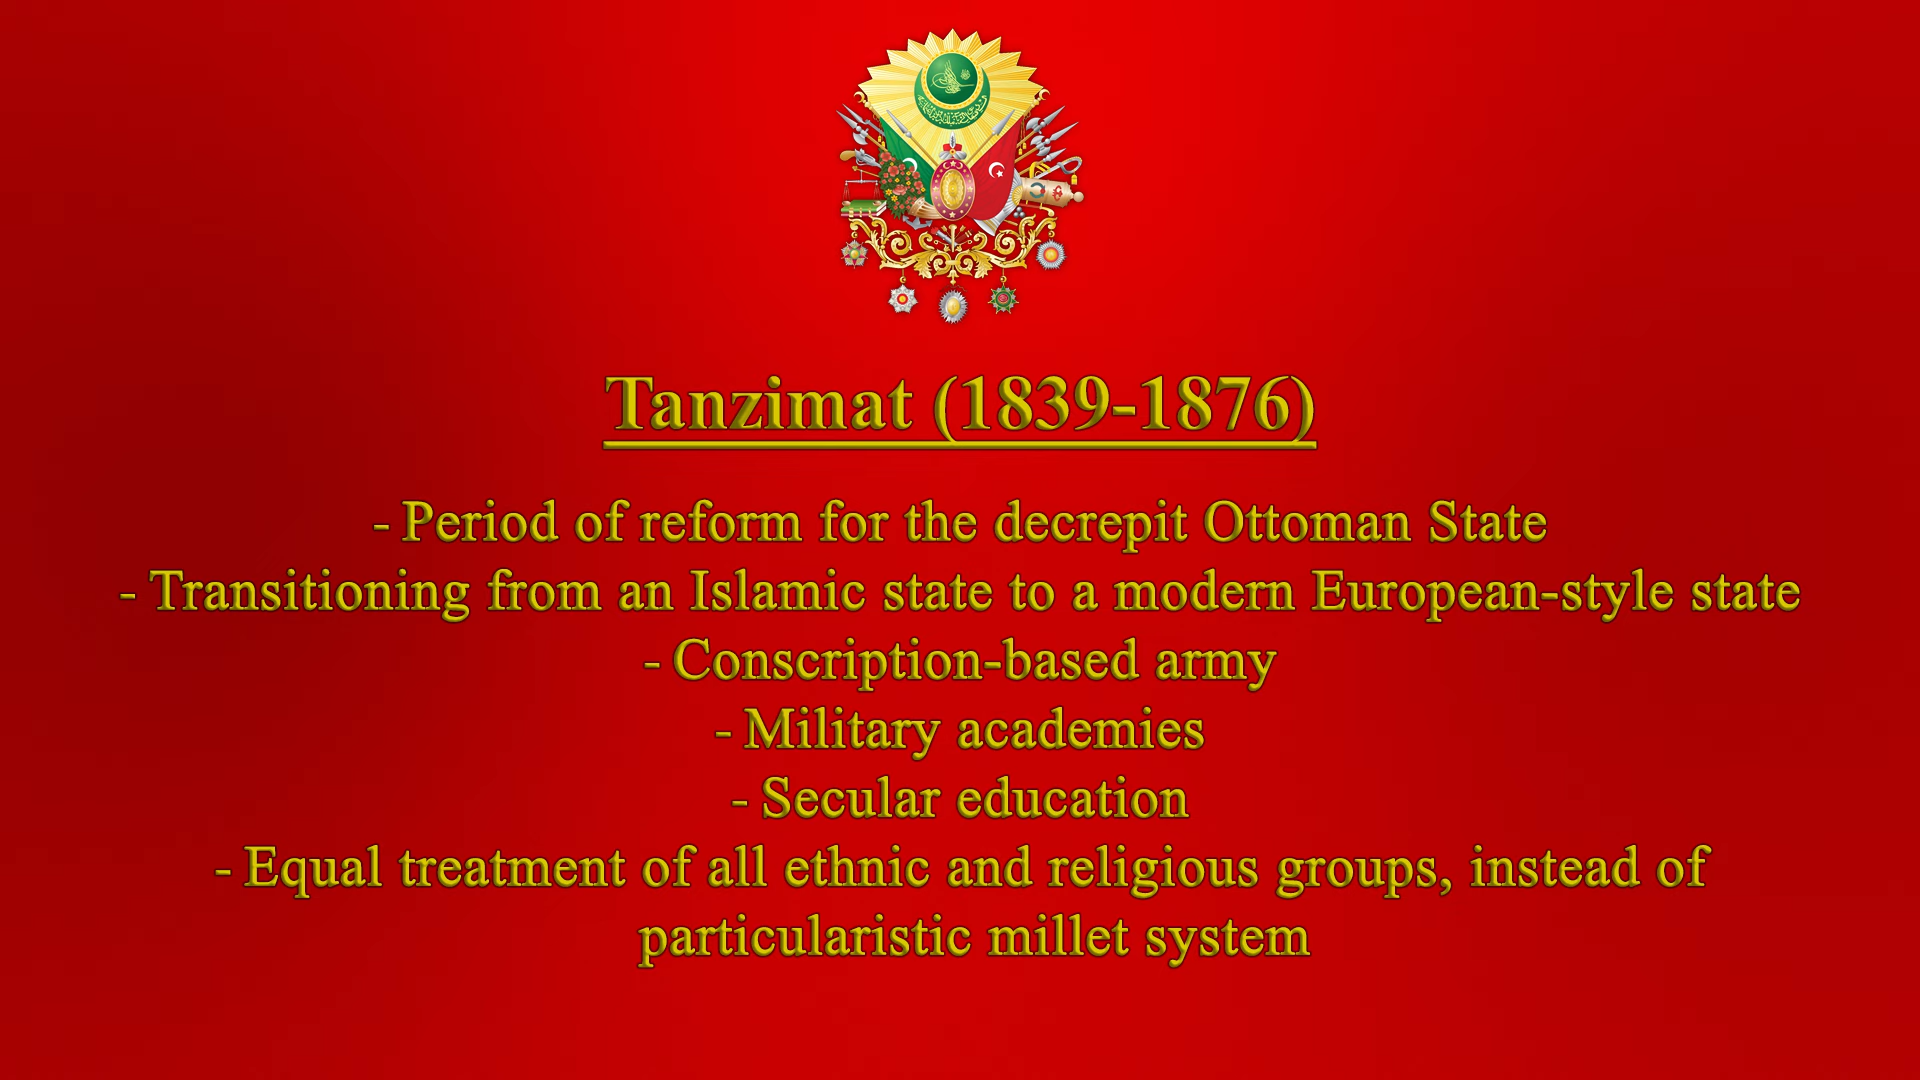 Tanzimat (1839-1876)
- Period of reform for the decrepit Ottoman State
- Transitioning from an Islamic state to a modern European-style state
- Conscription-based army
- Military academies
- Secular education
- Equal treatment of all ethnic and religious groups, instead of
particularistic millet system